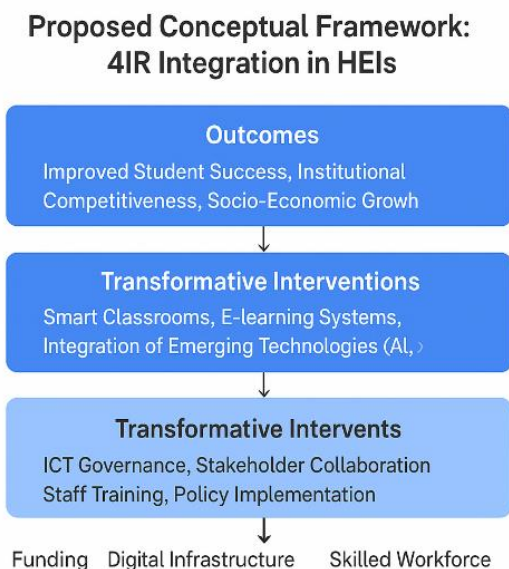 Proposed Conceptual Framework:
4IR Integration in HEIs
Outcomes
Improved Student Success, Institutional
Competitiveness, Socio-Economic Growth
Transformative Interventions
Smart Classrooms, E-learning Systems,
Integration of Emerging Technologies (AI, ›
Transformative Intervents
ICT Governance, Stakeholder Collaboration
Staff Training, Policy Implementation
Funding Digital Infrastructure Skilled Workforce